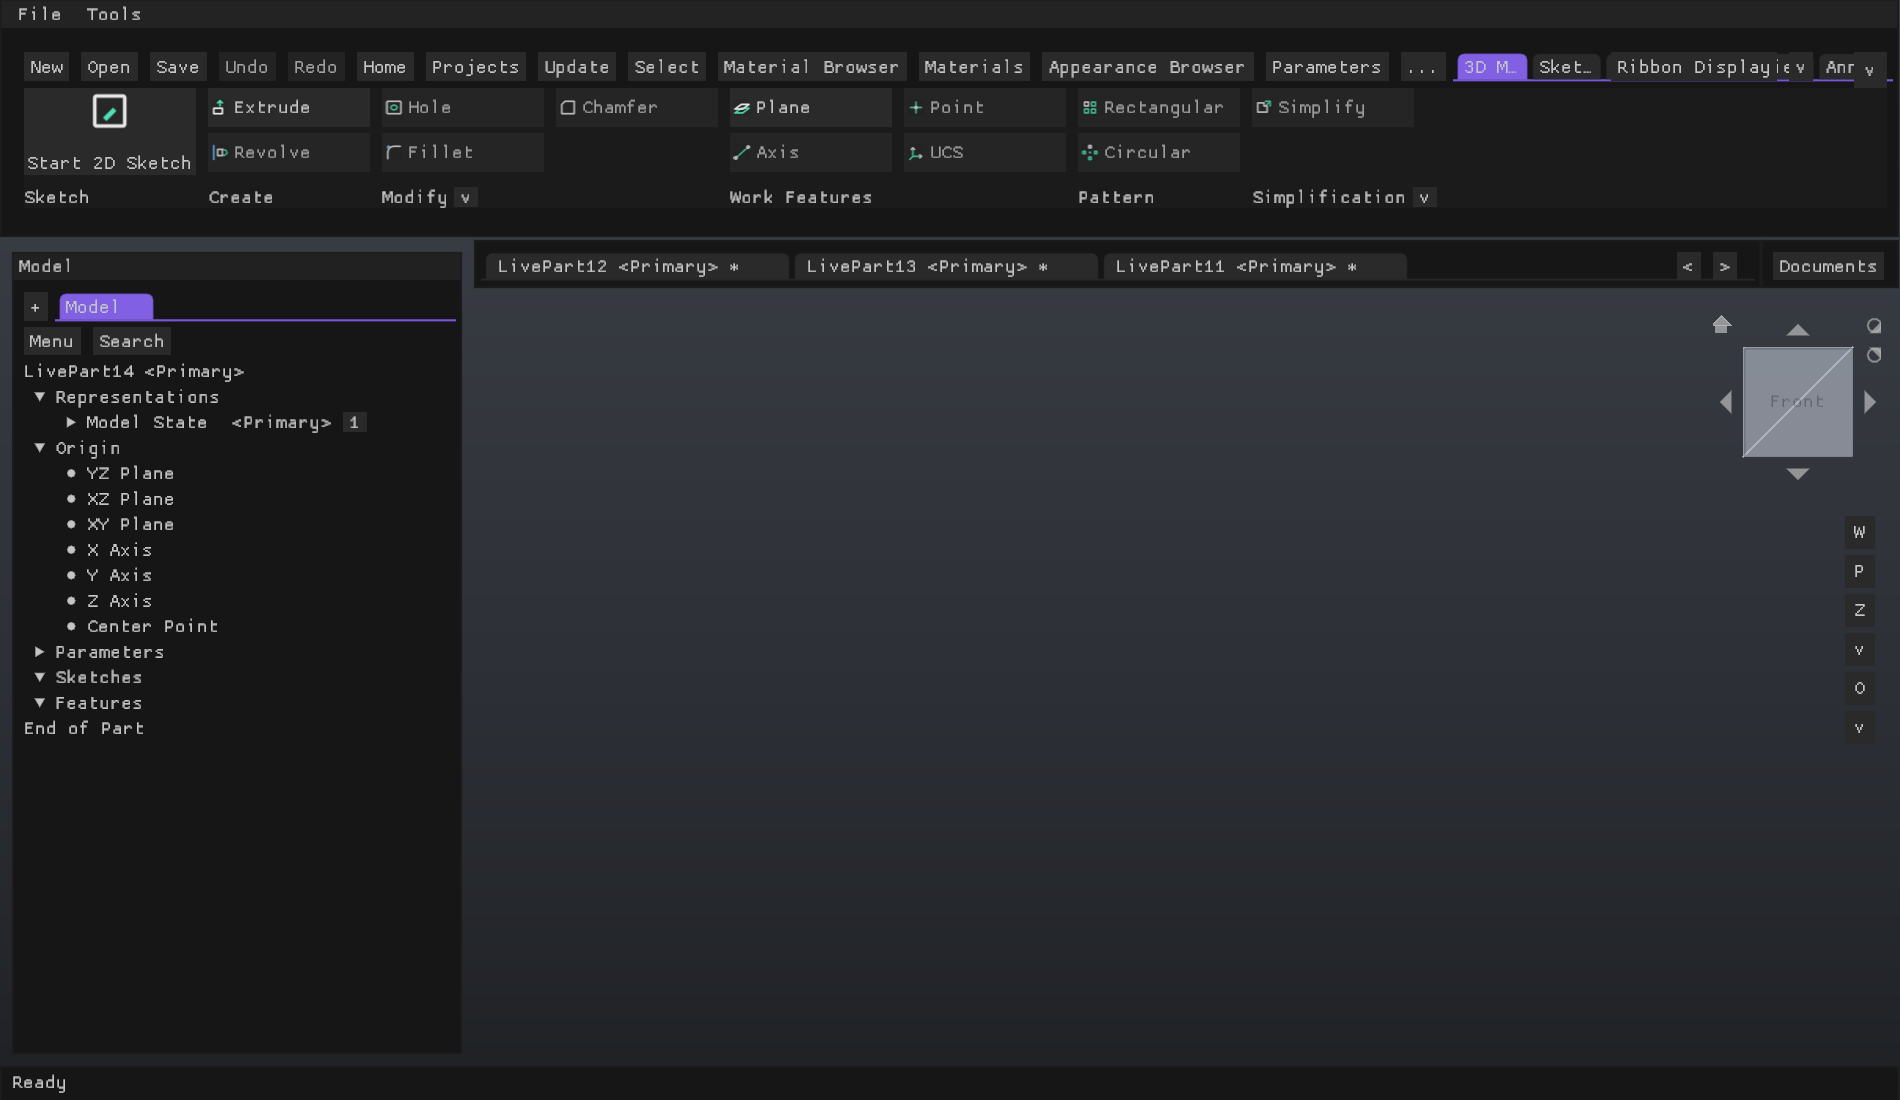 File Tools
New Open Save Undo Redo Home Projects Update Select Material Browser Materials Appearance Browser Parameters ... 3D M… Sket… Ribbon Display v v
Extrude Hole Chamfer Plane Point Rectangular Simplify
Start 2D Sketch Revolve Fillet Axis UCS Circular
Sketch Create Modify v Work Features Pattern Simplification v
Model
LivePart12 <Primary> * LivePart13 <Primary> * LivePart11 <Primary> * < > Documents
+ Model
Menu Search
LivePart14 <Primary>
Representations
Model State <Primary> 1
Origin
YZ Plane
XZ Plane
XY Plane
X Axis
Y Axis
Z Axis
Center Point
Parameters
Sketches
Features
End of Part
Front
W
P
Z
v
O
v
Ready